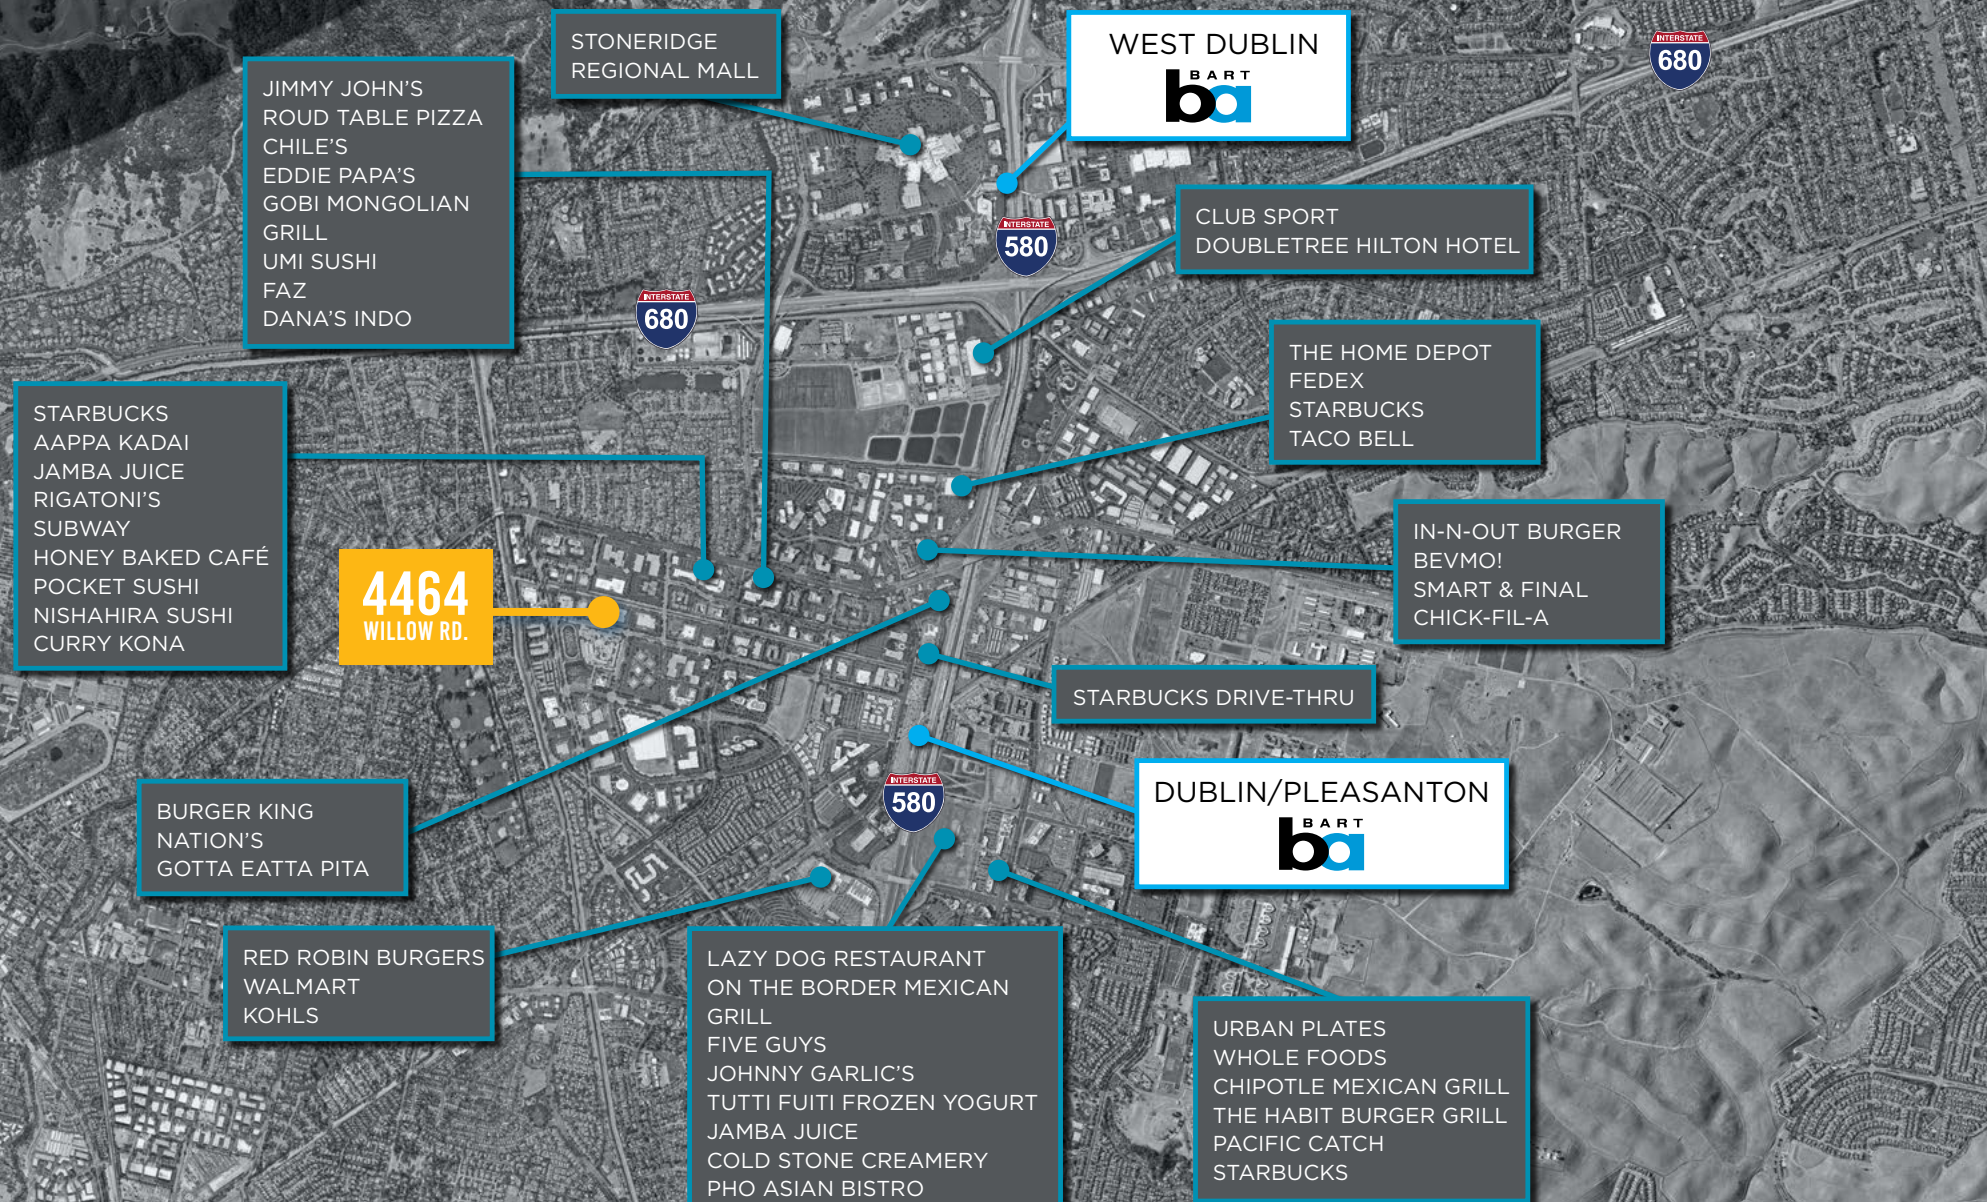 STONERIDGE
REGIONAL MALL
WEST DUBLIN
BART
ba
INTERSTATE
680
JIMMY JOHN'S
ROUD TABLE PIZZA
CHILE'S
EDDIE PAPA'S
GOBI MONGOLIAN
GRILL
UMI SUSHI
FAZ
DANA'S INDO
CLUB SPORT
DOUBLETREE HILTON HOTEL
INTERSTATE
580
INTERSTATE
680
THE HOME DEPOT
FEDEX
STARBUCKS
TACO BELL
STARBUCKS
AAPPA KADAI
JAMBA JUICE
RIGATONI'S
SUBWAY
HONEY BAKED CAFÉ
POCKET SUSHI
NISHAHIRA SUSHI
CURRY KONA
4464
WILLOW RD.
IN-N-OUT BURGER
BEVMO!
SMART & FINAL
CHICK-FIL-A
STARBUCKS DRIVE-THRU
DUBLIN/PLEASANTON
BART
ba
INTERSTATE
580
BURGER KING
NATION'S
GOTTA EATTA PITA
RED ROBIN BURGERS
WALMART
KOHLS
LAZY DOG RESTAURANT
ON THE BORDER MEXICAN
GRILL
FIVE GUYS
JOHNNY GARLIC'S
TUTTI FUITI FROZEN YOGURT
JAMBA JUICE
COLD STONE CREAMERY
PHO ASIAN BISTRO
URBAN PLATES
WHOLE FOODS
CHIPOTLE MEXICAN GRILL
THE HABIT BURGER GRILL
PACIFIC CATCH
STARBUCKS